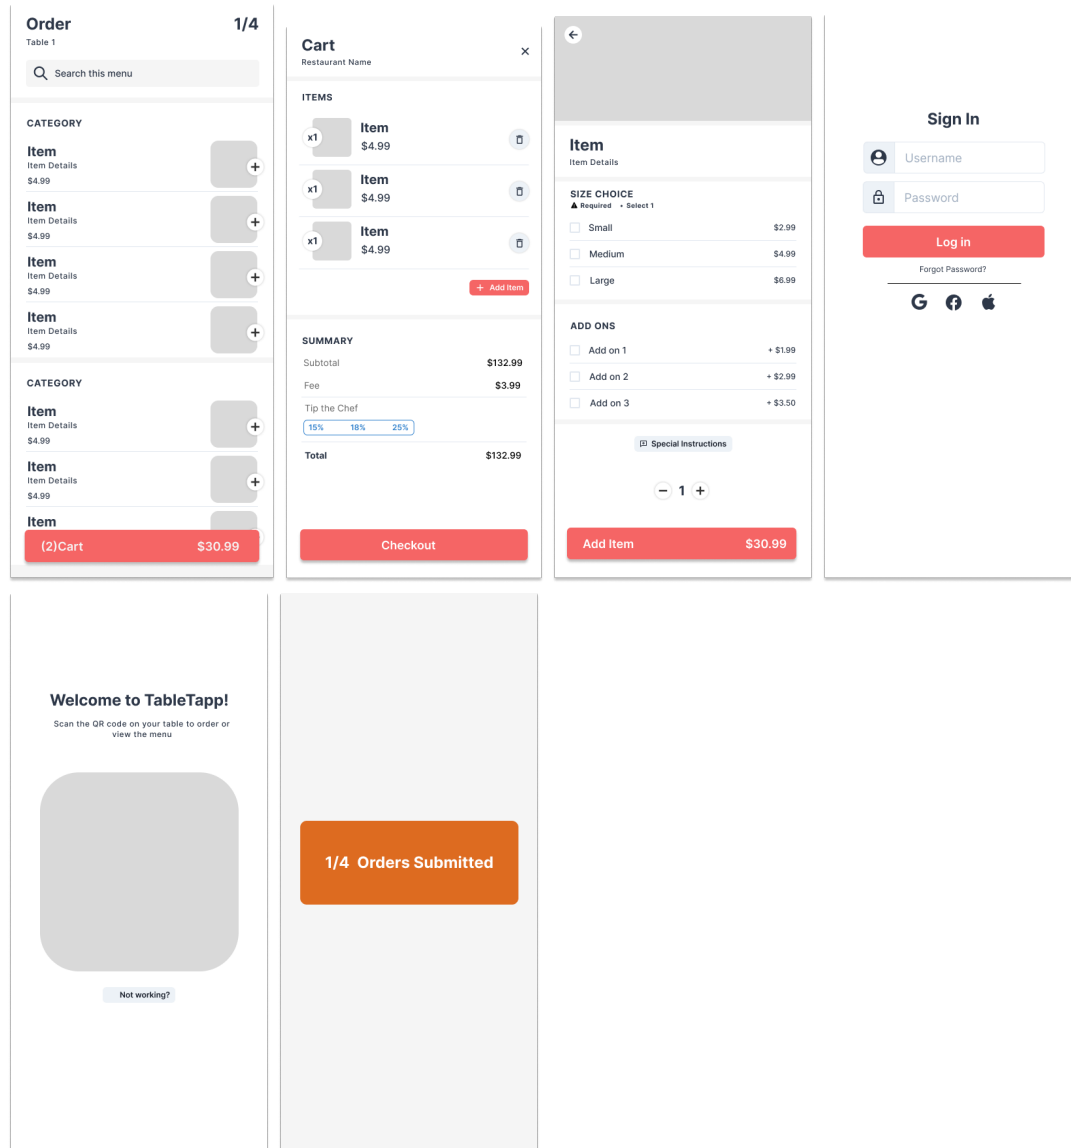 Order 1/4
Table 1
Search this menu
CATEGORY
Item
Item Details
$4.99
Item
Item Details
$4.99
Item
Item Details
$4.99
Item
Item Details
$4.99
CATEGORY
Item
Item Details
$4.99
Item
Item Details
$4.99
Item
(2)Cart $30.99
Cart
Restaurant Name
ITEMS
x1 Item
$4.99
x1 Item
$4.99
x1 Item
$4.99
+ Add Item
SUMMARY
Subtotal $132.99
Fee $3.99
Tip the Chef
15% 18% 25%
Total $132.99
Checkout
Item
Item Details
SIZE CHOICE
Required • Select 1
Small $2.99
Medium $4.99
Large $6.99
ADD ONS
Add on 1 + $1.99
Add on 2 + $2.99
Add on 3 + $3.50
Special Instructions
1
Add Item $30.99
Sign In
Username
Password
Log in
Forgot Password?
Welcome to TableTapp!
Scan the QR code on your table to order or
view the menu
Not working?
1/4 Orders Submitted